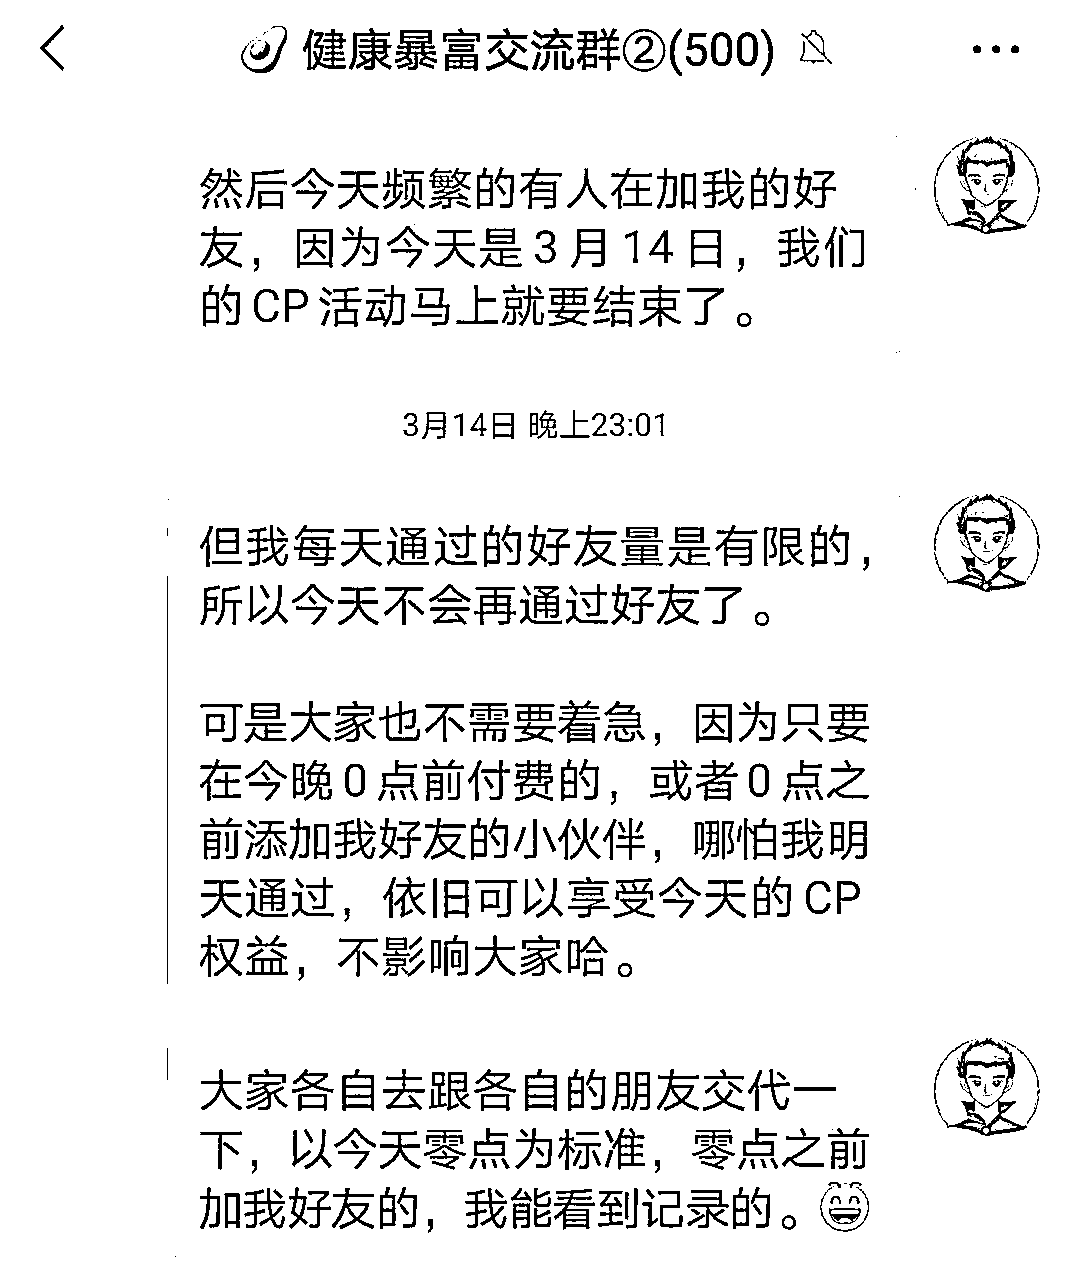 健康暴富交流群②(500)
然后今天频繁的有人在加我的好
友，因为今天是3月14日，我们
的CP活动马上就要结束了。
3月14日 晚上23:01
但我每天通过的好友量是有限的，
所以今天不会再通过好友了。
可是大家也不需要着急，因为只要
在今晚0点前付费的，或者0点之
前添加我好友的小伙伴，哪怕我明
天通过，依旧可以享受今天的CP
权益，不影响大家哈。
大家各自去跟各自的朋友交代一
下，以今天零点为标准，零点之前
加我好友的，我能看到记录的。